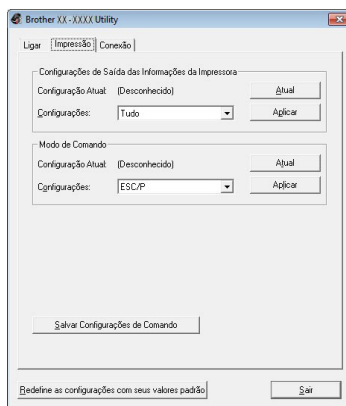 Brother XX-XXXX Utility
Ligar Impressão Conexão
Configurações de Saída das Informações da Impressora
Configuração Atual: (Desconhecido) Atual
Configurações: Tudo Aplicar
Modo de Comando
Configuração Atual: (Desconhecido) Atual
Configurações: ESC/P Aplicar
Salvar Configurações de Comando
Redefine as configurações com seus valores padrão Sair